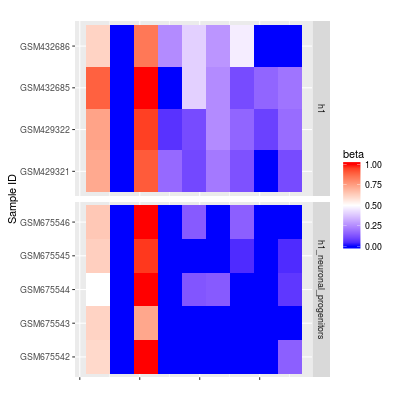 GSM432686
GSM432685
GSM429322
GSM429321
h1
GSM675546
GSM675545
GSM675544
GSM675543
GSM675542
h1_neuronal_progenitors
Sample ID
beta
1.00
0.75
0.50
0.25
0.00